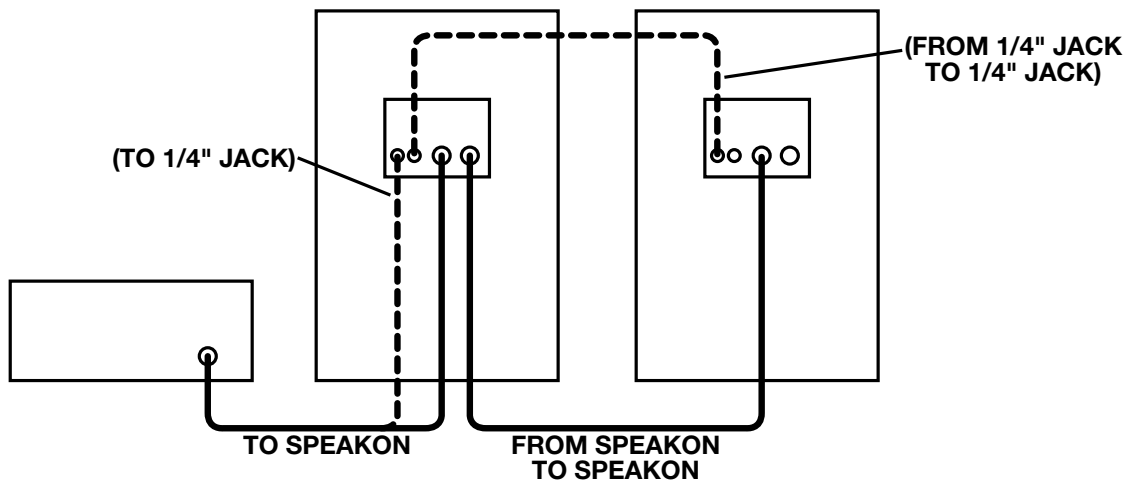 (FROM 1/4" JACK
TO 1/4" JACK)
(TO 1/4" JACK)
TO SPEAKON
FROM SPEAKON
TO SPEAKON